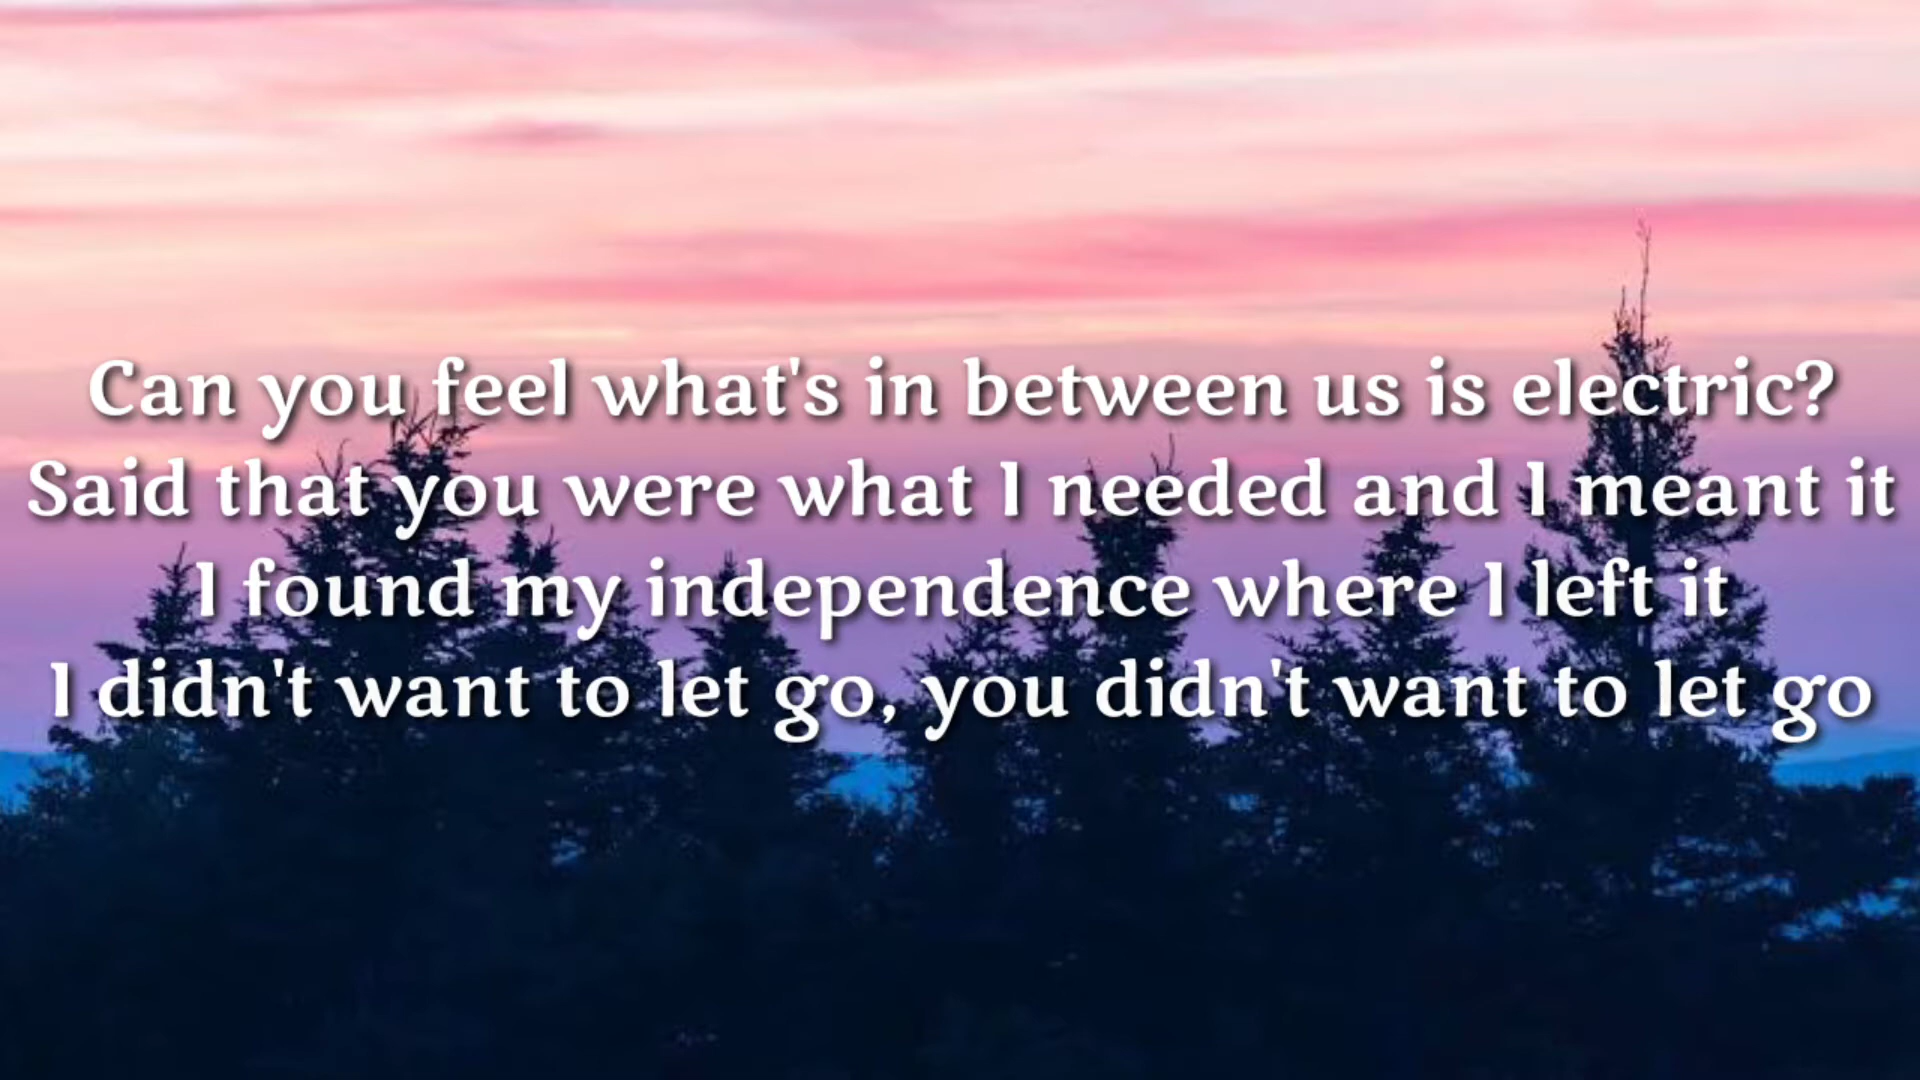 Can you feel what's in between us is electric?
Said that you were what I needed and I meant it
I found my independence where I left it
I didn't want to let go, you didn't want to let go